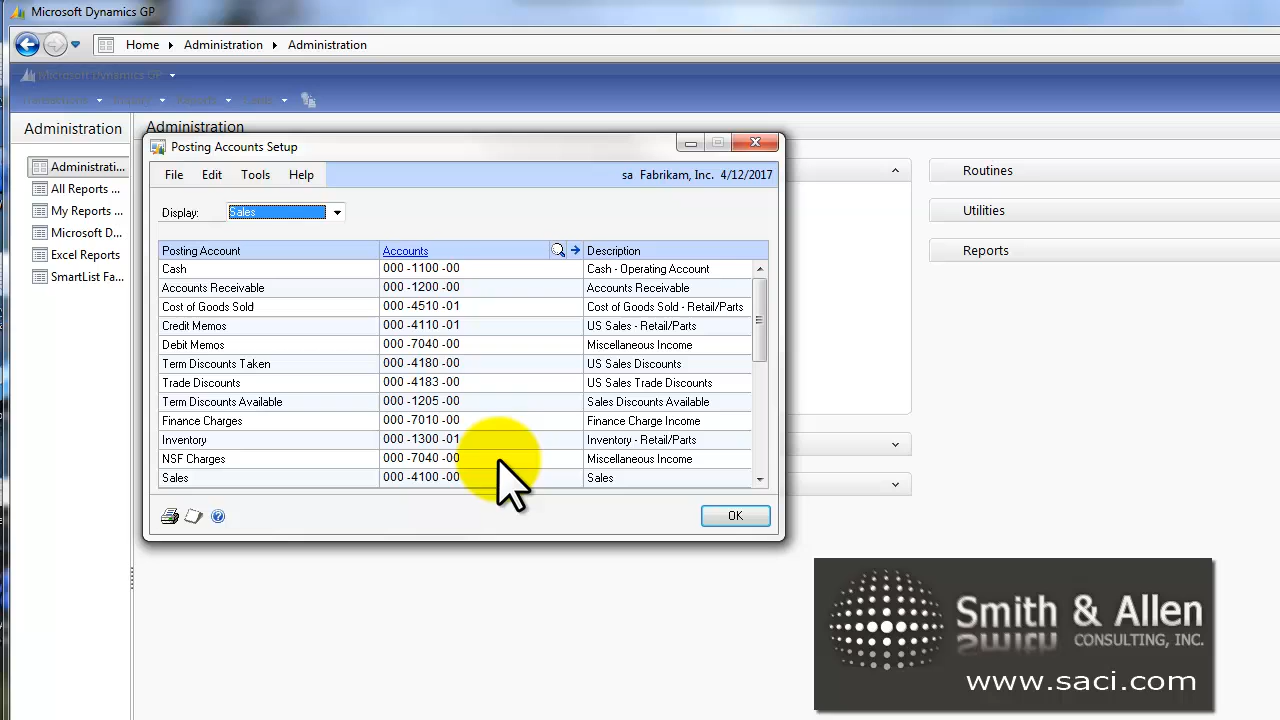 Microsoft Dynamics GP
Home Administration Administration
Microsoft Dynamics GP
Transactions Inquiry Reports Cards
Administration
Administrati...
All Reports ...
My Reports ...
Microsoft D...
Excel Reports
SmartList Fa...
Administration
Posting Accounts Setup
File Edit Tools Help sa Fabrikam, Inc. 4/12/2017
Display: Sales
Posting Account Accounts Description
Cash 000 -1100 -00 Cash - Operating Account
Accounts Receivable 000 -1200 -00 Accounts Receivable
Cost of Goods Sold 000 -4510 -01 Cost of Goods Sold - Retail/Parts
Credit Memos 000 -4110 -01 US Sales - Retail/Parts
Debit Memos 000 -7040 -00 Miscellaneous Income
Term Discounts Taken 000 -4180 -00 US Sales Discounts
Trade Discounts 000 -4183 -00 US Sales Trade Discounts
Term Discounts Available 000 -1205 -00 Sales Discounts Available
Finance Charges 000 -7010 -00 Finance Charge Income
Inventory 000 -1300 -01 Inventory - Retail/Parts
NSF Charges 000 -7040 -00 Miscellaneous Income
Sales 000 -4100 -00 Sales
OK
Routines
Utilities
Reports
Smith & Allen
CONSULTING, INC.
www.saci.com